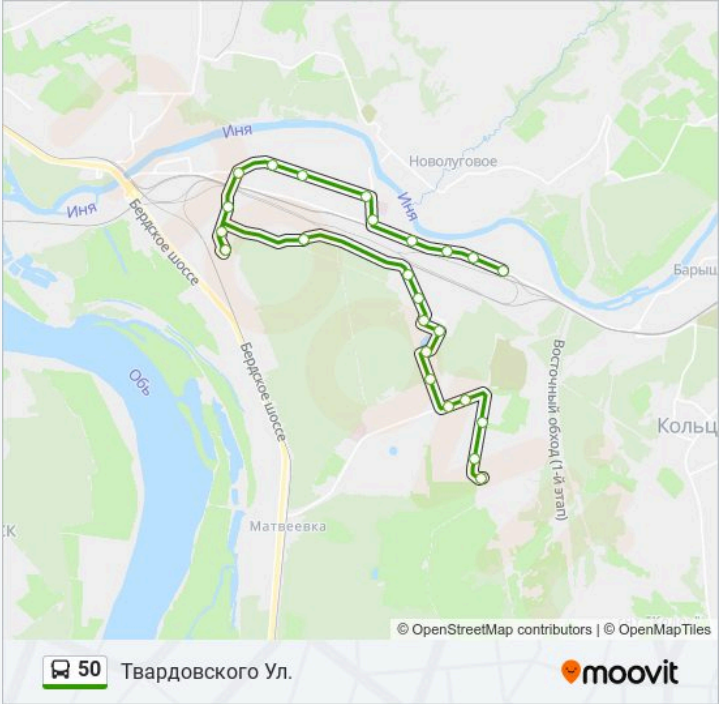 Иня
Новолуговое
Иня
Иня
Бердское шоссе
Барыш
Бердское шоссе
Обь
Восточный обход (1-й этап)
Кольц
ск
Матвеевка
© OpenStreetMap contributors | © OpenMapTiles
50 Твардовского Ул.
moovit